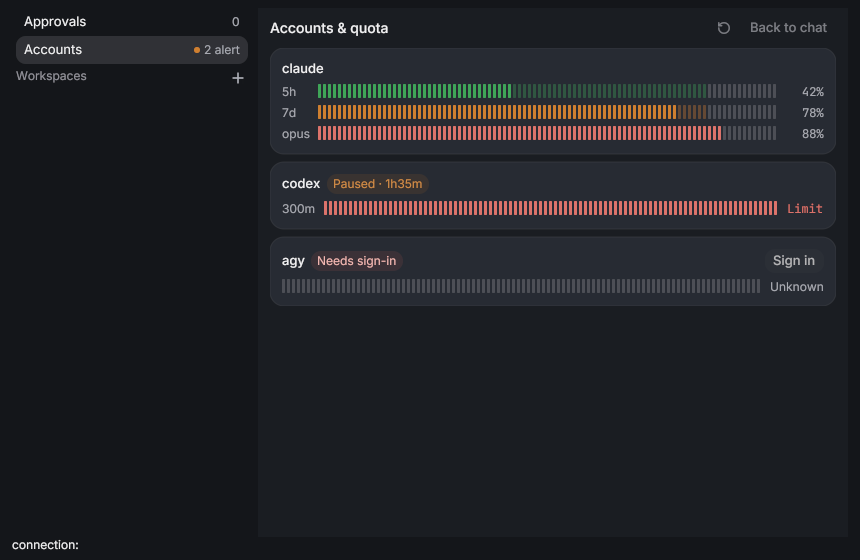 Approvals 0
Accounts 2 alert
Workspaces +
connection:
Accounts & quota Back to chat
claude
5h 42%
7d 78%
opus 88%
codex Paused · 1h35m
300m Limit
agy Needs sign-in Sign in
Unknown